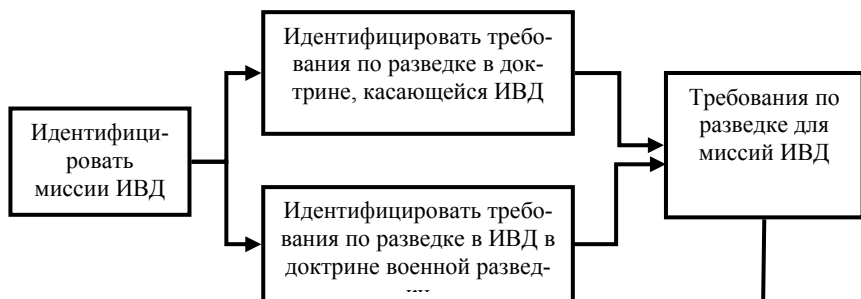 Идентифици-
ровать
миссии ИВД
Идентифицировать требо-
вания по разведке в док-
трине, касающейся ИВД
Идентифицировать требо-
вания по разведке в ИВД в
доктрине военной развед-
Требования по
разведке для
миссий ИВД